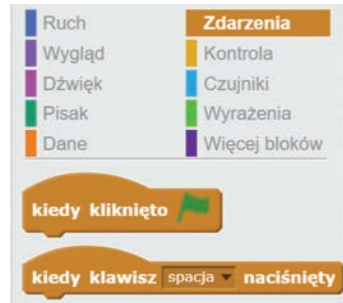 Ruch
Zdarzenia
Wygląd
Kontrola
Dźwięk
Czujniki
Pisak
Wyrażenia
Dane
Więcej bloków
kiedy kliknięto
kiedy klawisz spacja naciśnięty